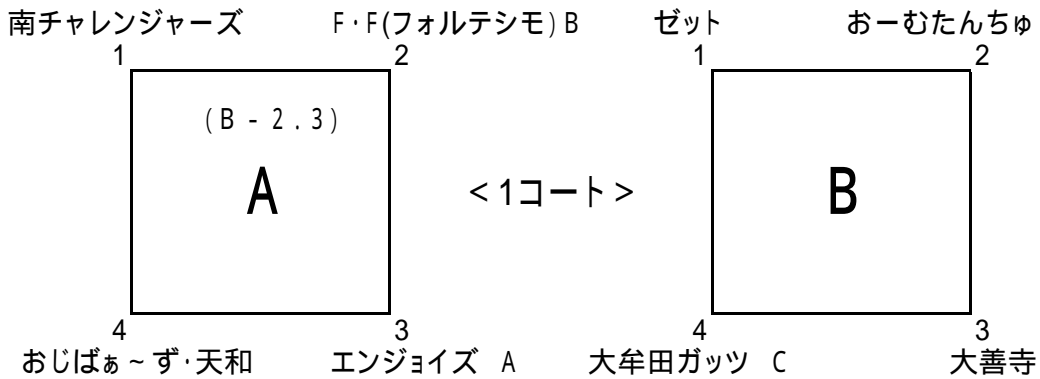 南チャレンジャーズ F・F(フォルテシモ)B ゼット おーむたんちゅ
1 2 1 2
(B-2.3)
A <1コート> B
4 3 4 3
おじばぁ~ず・天和 エンジョイズ A 大牟田ガッツ C 大善寺